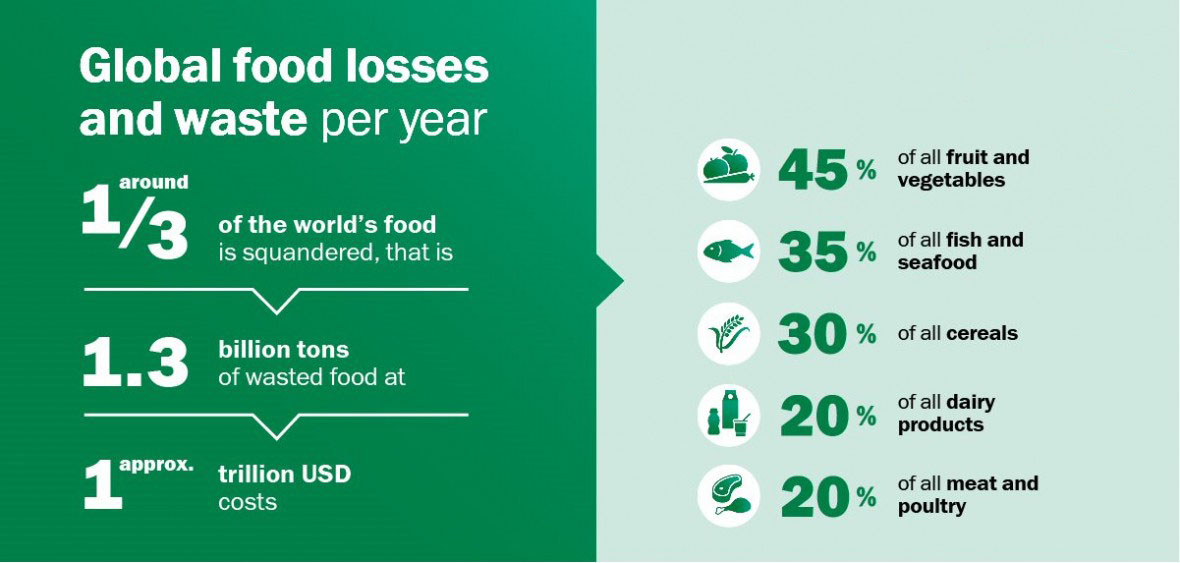 Global food losses
and waste per year
around
1/3
of the world’s food
is squandered, that is
1.3
billion tons
of wasted food at
approx.
1
trillion USD
costs
45 %
of all fruit and
vegetables
35 %
of all fish and
seafood
30 %
of all cereals
20 %
of all dairy
products
20 %
of all meat and
poultry